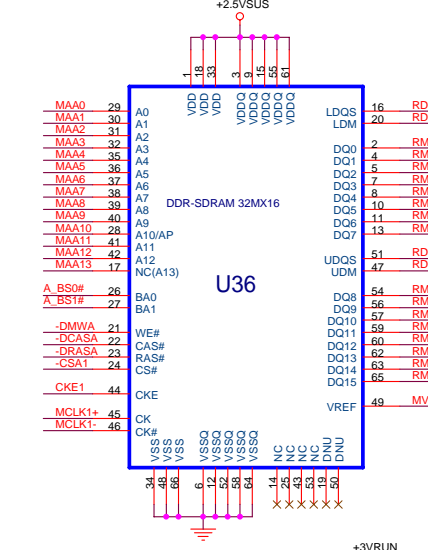 +2.5VSUS
1 18 33 3 9 15 55 61
VDD VDD VDD VDDQ VDDQ VDDQ VDDQ VDDQ
MAA0 29 A0 LDQS 16 RD
MAA1 30 A1 LDM 20 RD
MAA2 31 A2
MAA3 32 A3 DQ0 2 RM
MAA4 35 A4 DQ1 4 RM
MAA5 36 A5 DQ2 5 RM
MAA6 37 A6 DQ3 7 RM
MAA7 38 A7 DQ4 8 RM
MAA8 39 A8 DQ5 10 RM
MAA9 40 A9 DQ6 11 RM
MAA10 28 A10/AP DQ7 13 RM
MAA11 41 A11
MAA12 42 A12 UDQS 51 RD
MAA13 17 NC(A13) UDM 47 RD
DDR-SDRAM 32MX16
U36
A_BS0# 26 BA0 DQ8 54 RM
A_BS1# 27 BA1 DQ9 56 RM
DQ10 57 RM
-DMWA 21 WE# DQ11 59 RM
-DCASA 22 CAS# DQ12 60 RM
-DRASA 23 RAS# DQ13 62 RM
-CSA1 24 CS# DQ14 63 RM
DQ15 65 RM
CKE1 44 CKE
VREF 49 MV
MCLK1+ 45 CK
MCLK1- 46 CK#
VSS VSS VSS VSSQ VSSQ VSSQ VSSQ VSSQ NC NC NC NC DNU DNU
34 48 66 6 12 52 58 64 14 25 43 53 19 50
+3VRUN